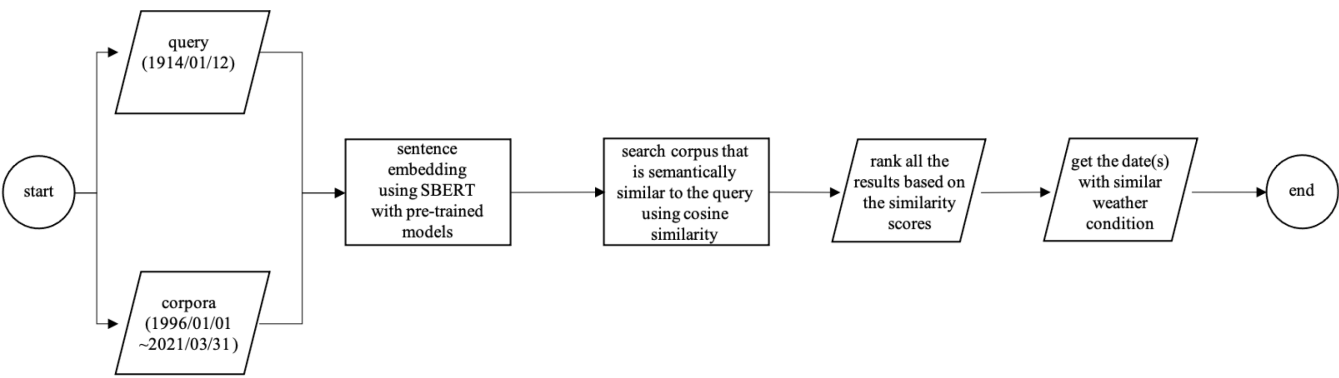 start
query
(1914/01/12)
corpora
(1996/01/01
~2021/03/31)
sentence
embedding
using SBERT
with pre-trained
models
search corpus that
is semantically
similar to the query
using cosine
similarity
rank all the
results based on
the similarity
scores
get the date(s)
with similar
weather
condition
end